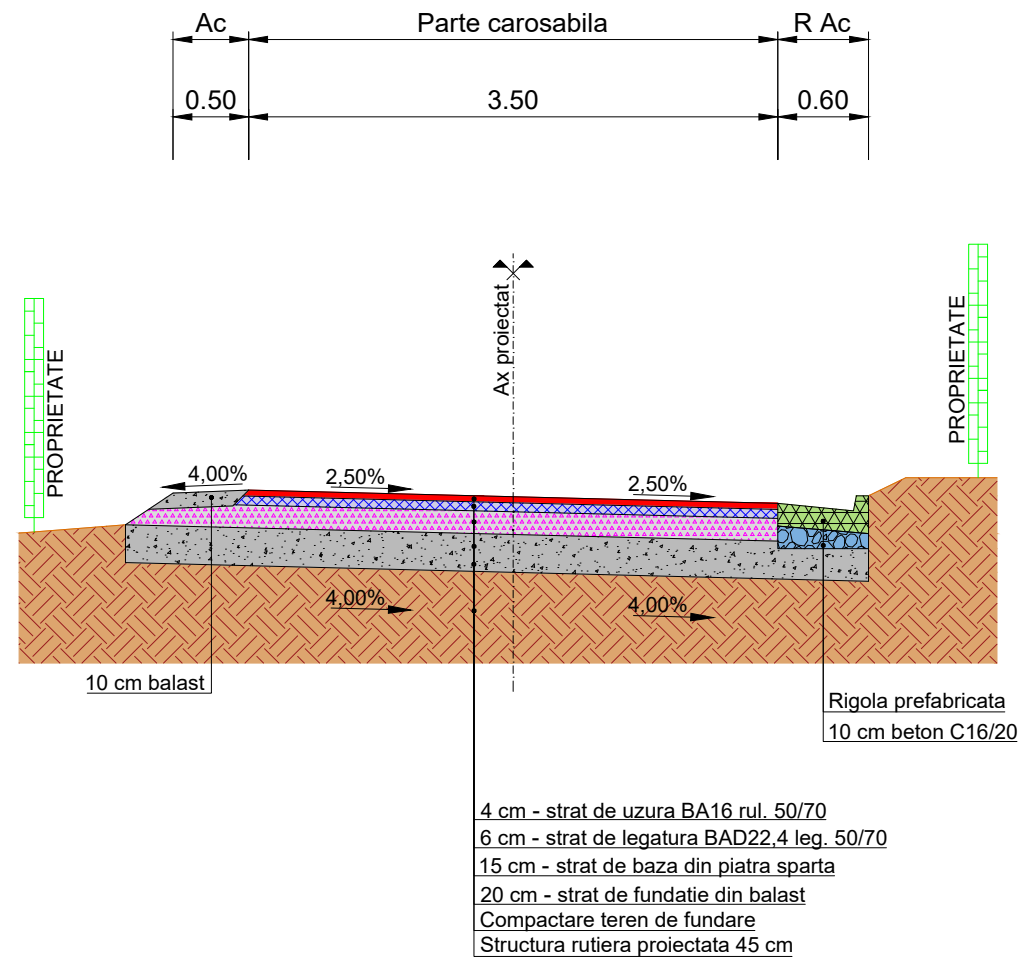 Ac Parte carosabila R Ac
0.50 3.50 0.60
Ax proiectat
PROPRIETATE
PROPRIETATE
4,00% 2,50% 2,50%
4,00% 4,00%
10 cm balast
Rigola prefabricata
10 cm beton C16/20
4 cm - strat de uzura BA16 rul. 50/70
6 cm - strat de legatura BAD22,4 leg. 50/70
15 cm - strat de baza din piatra sparta
20 cm - strat de fundatie din balast
Compactare teren de fundare
Structura rutiera proiectata 45 cm